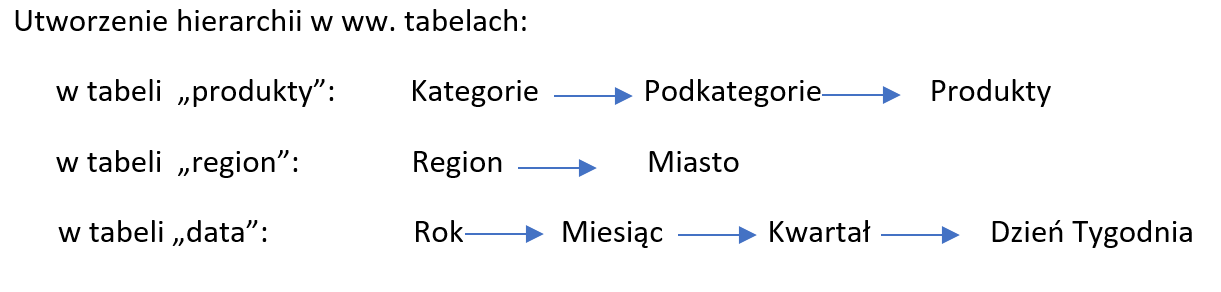 Utworzenie hierarchii w ww. tabelach:
w tabeli „produkty”: Kategorie Podkategorie Produkty
w tabeli „region”: Region Miasto
w tabeli „data”: Rok Miesiąc Kwartał Dzień Tygodnia